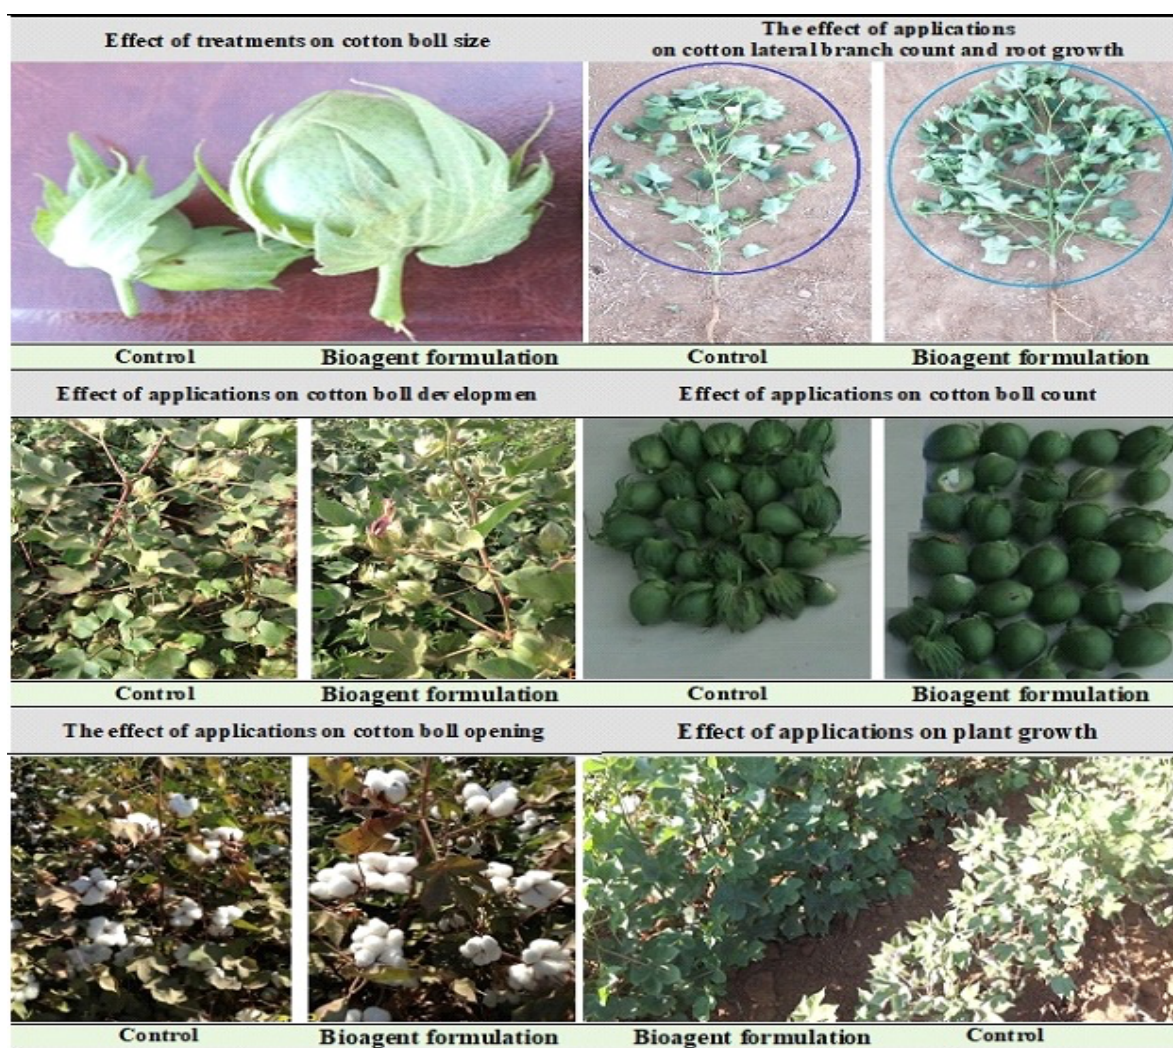 Effect of treatments on cotton boll size
The effect of applications
on cotton lateral branch count and root growth
Control
Bioagent formulation
Control
Bioagent formulation
Effect of applications on cotton boll developmen
Effect of applications on cotton boll count
Control
Bioagent formulation
Control
Bioagent formulation
The effect of applications on cotton boll opening
Effect of applications on plant growth
Control
Bioagent formulation
Bioagent formulation
Control